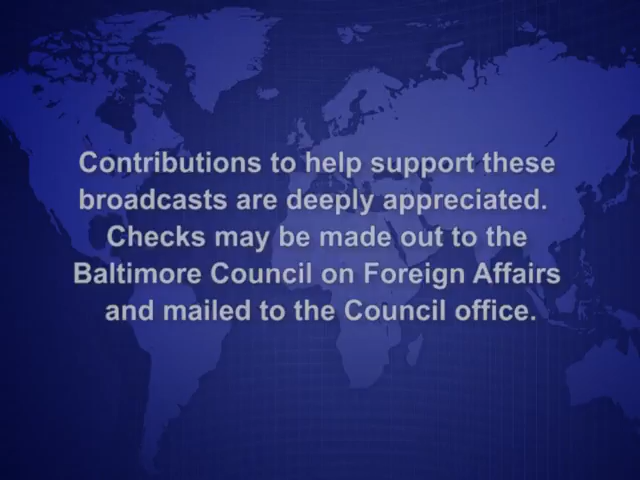 Contributions to help support these
broadcasts are deeply appreciated.
Checks may be made out to the
Baltimore Council on Foreign Affairs
and mailed to the Council office.